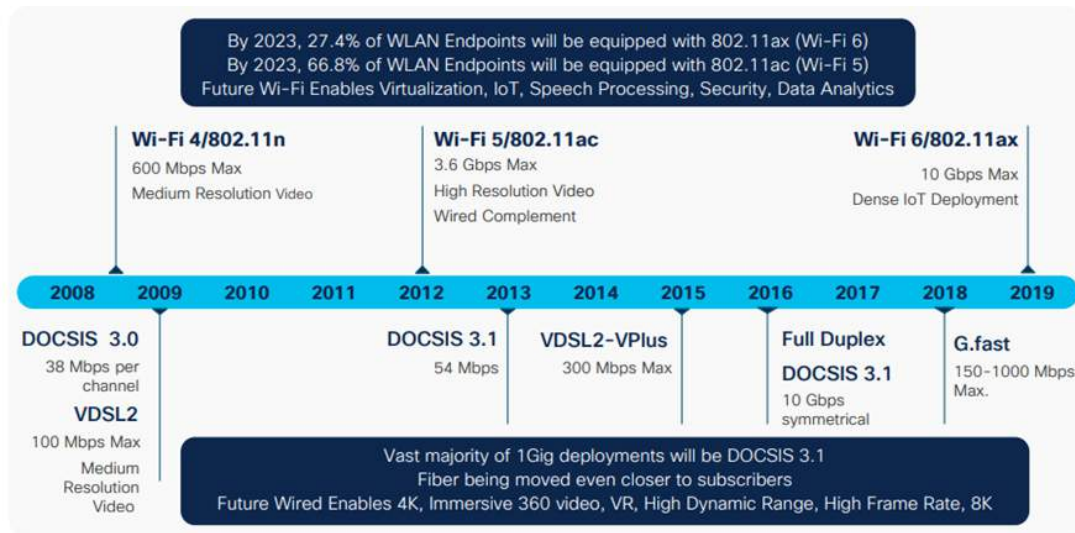 By 2023, 27.4% of WLAN Endpoints will be equipped with 802.11ax (Wi-Fi 6)
By 2023, 66.8% of WLAN Endpoints will be equipped with 802.11ac (Wi-Fi 5)
Future Wi-Fi Enables Virtualization, IoT, Speech Processing, Security, Data Analytics
Wi-Fi 4/802.11n
600 Mbps Max
Medium Resolution Video
Wi-Fi 5/802.11ac
3.6 Gbps Max
High Resolution Video
Wired Complement
Wi-Fi 6/802.11ax
10 Gbps Max
Dense IoT Deployment
2008 2009 2010 2011 2012 2013 2014 2015 2016 2017 2018 2019
DOCSIS 3.0
38 Mbps per
channel
VDSL2
100 Mbps Max
Medium
Resolution
Video
DOCSIS 3.1
54 Mbps
VDSL2-VPlus
300 Mbps Max
Full Duplex
DOCSIS 3.1
10 Gbps
symmetrical
G.fast
150-1000 Mbps
Max.
Vast majority of 1Gig deployments will be DOCSIS 3.1
Fiber being moved even closer to subscribers
Future Wired Enables 4K, Immersive 360 video, VR, High Dynamic Range, High Frame Rate, 8K